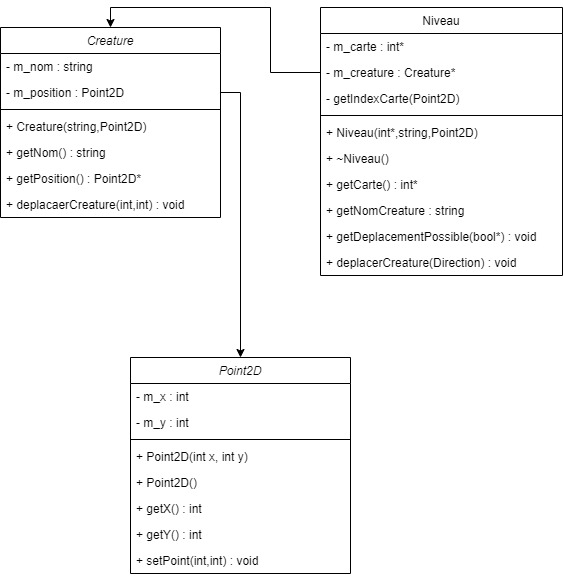 Creature
- m_nom : string
- m_position : Point2D
+ Creature(string,Point2D)
+ getNom() : string
+ getPosition() : Point2D*
+ deplacaerCreature(int,int) : void
Niveau
- m_carte : int*
- m_creature : Creature*
- getIndexCarte(Point2D)
+ Niveau(int*,string,Point2D)
+ ~Niveau()
+ getCarte() : int*
+ getNomCreature : string
+ getDeplacementPossible(bool*) : void
+ deplacerCreature(Direction) : void
Point2D
- m_x : int
- m_y : int
+ Point2D(int x, int y)
+ Point2D()
+ getX() : int
+ getY() : int
+ setPoint(int,int) : void